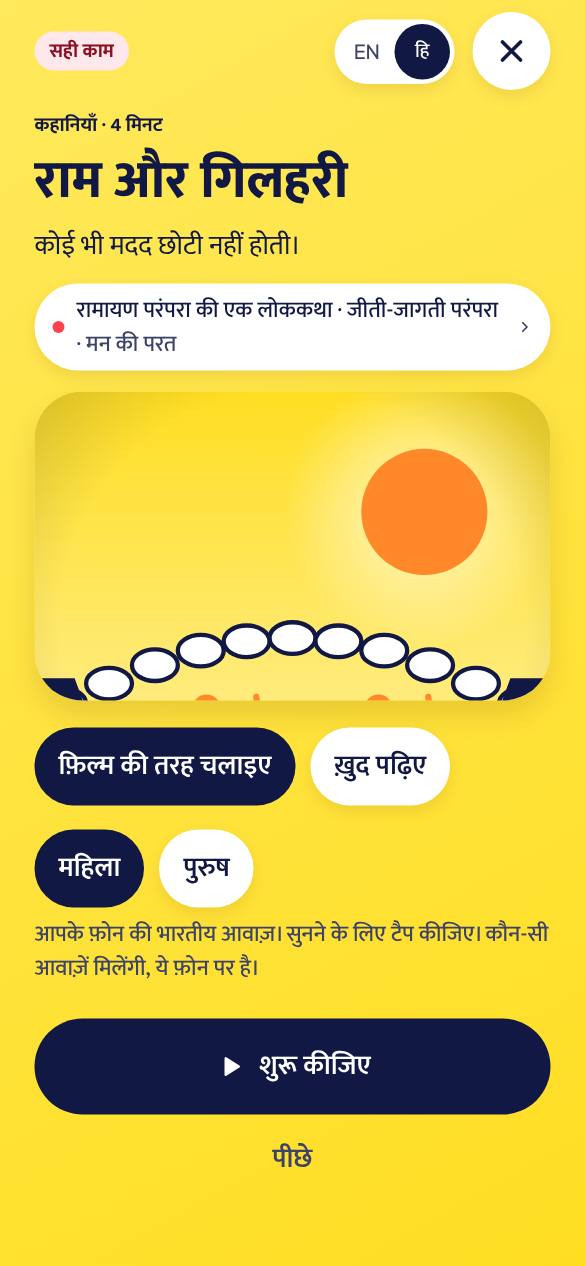 सही काम
EN हि
कहानियाँ · 4 मिनट
राम और गिलहरी
कोई भी मदद छोटी नहीं होती।
रामायण परंपरा की एक लोककथा · जीती-जागती परंपरा
· मन की परत
फ़िल्म की तरह चलाइए
ख़ुद पढ़िए
महिला
पुरुष
आपके फ़ोन की भारतीय आवाज़। सुनने के लिए टैप कीजिए। कौन-सी
आवाज़ें मिलेंगी, ये फ़ोन पर है।
शुरू कीजिए
पीछे